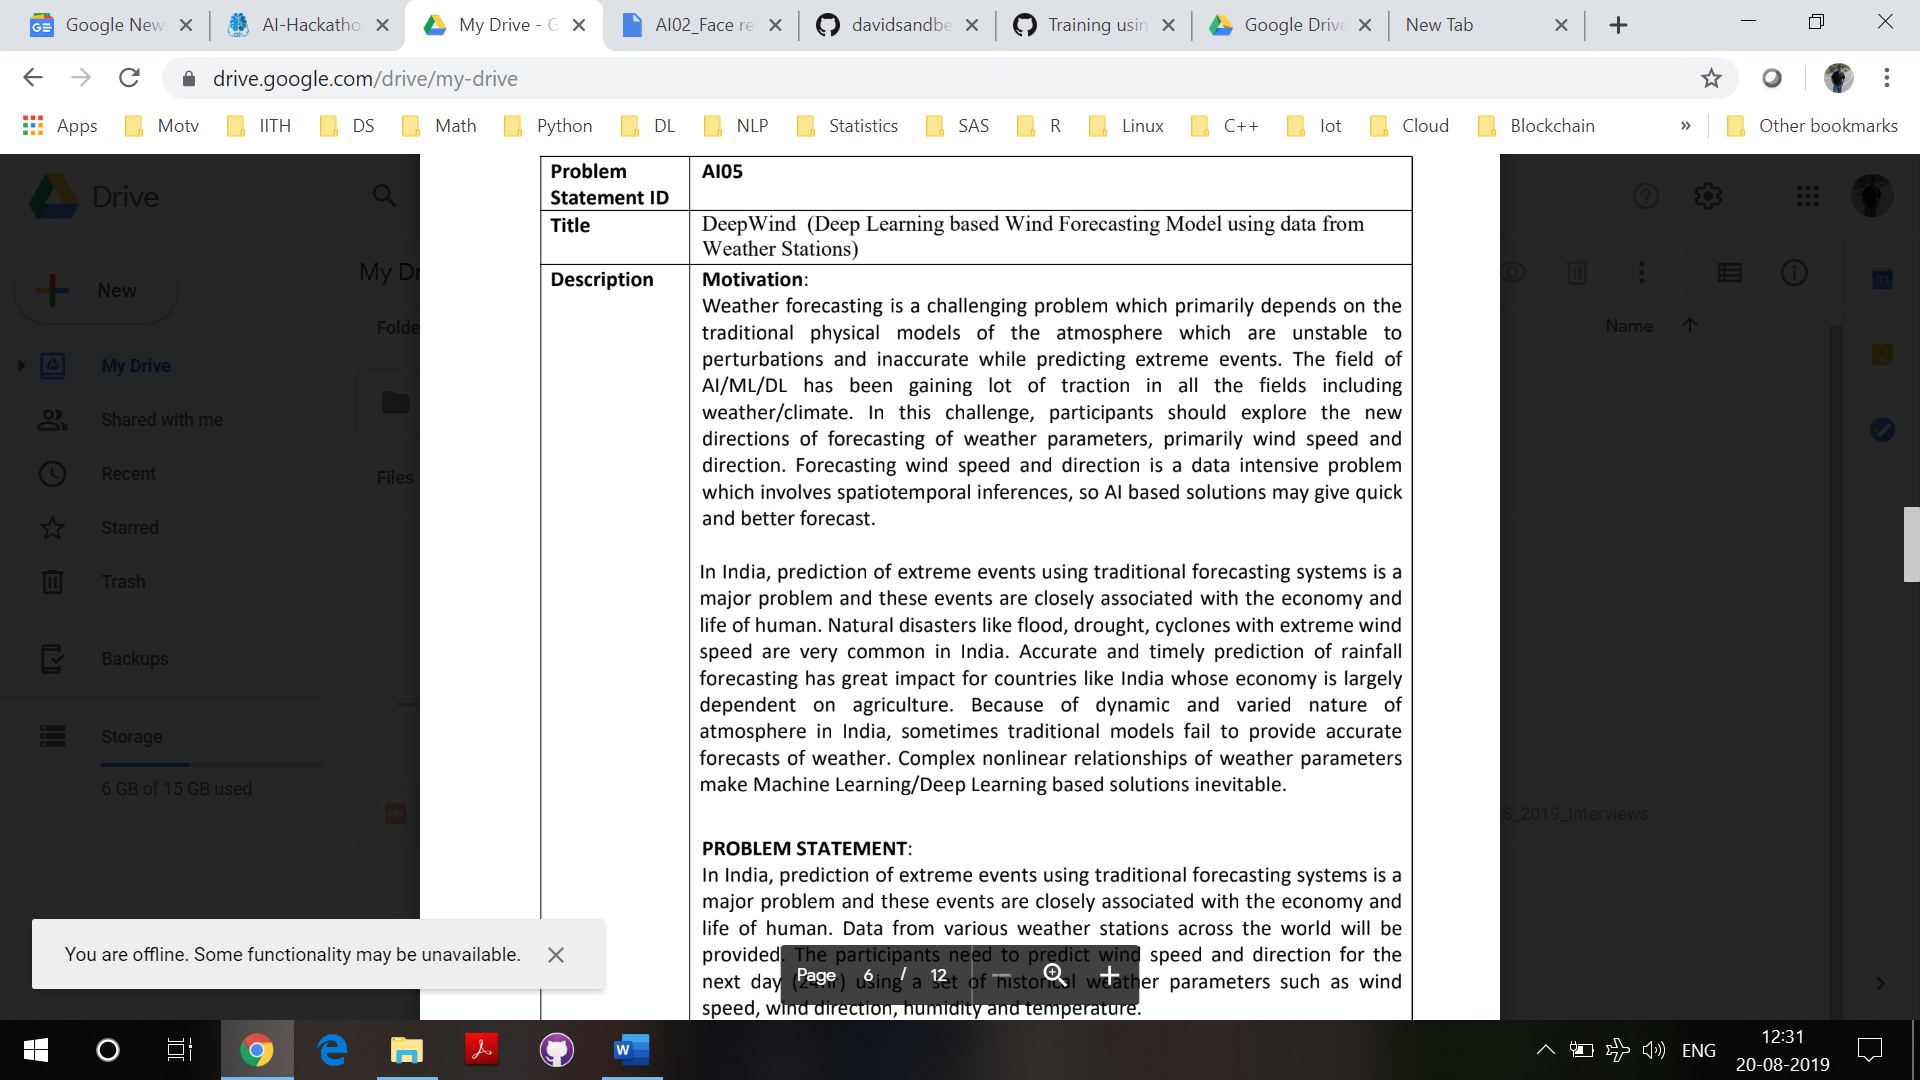 Google New
AI-Hackatho
My Drive - G
AI02_Face re
davidsandbe
Training usin
Google Drive
New Tab
drive.google.com/drive/my-drive
Apps
Motv
IITH
DS
Math
Python
DL
NLP
Statistics
SAS
R
Linux
C++
Iot
Cloud
Blockchain
»
Other bookmarks
Drive
New
My Drive
Shared with me
Recent
Starred
Trash
Backups
Storage
6 GB of 15 GB used
My Dr
Folde
Files
Name
S_2019_Interviews
31
Problem
Statement ID
AI05
Title
DeepWind (Deep Learning based Wind Forecasting Model using data from
Weather Stations)
Description
Motivation:
Weather forecasting is a challenging problem which primarily depends on the
traditional physical models of the atmosphere which are unstable to
perturbations and inaccurate while predicting extreme events. The field of
AI/ML/DL has been gaining lot of traction in all the fields including
weather/climate. In this challenge, participants should explore the new
directions of forecasting of weather parameters, primarily wind speed and
direction. Forecasting wind speed and direction is a data intensive problem
which involves spatiotemporal inferences, so AI based solutions may give quick
and better forecast.
In India, prediction of extreme events using traditional forecasting systems is a
major problem and these events are closely associated with the economy and
life of human. Natural disasters like flood, drought, cyclones with extreme wind
speed are very common in India. Accurate and timely prediction of rainfall
forecasting has great impact for countries like India whose economy is largely
dependent on agriculture. Because of dynamic and varied nature of
atmosphere in India, sometimes traditional models fail to provide accurate
forecasts of weather. Complex nonlinear relationships of weather parameters
make Machine Learning/Deep Learning based solutions inevitable.
PROBLEM STATEMENT:
In India, prediction of extreme events using traditional forecasting systems is a
major problem and these events are closely associated with the economy and
life of human. Data from various weather stations across the world will be
provided. The participants need to predict wind speed and direction for the
next day (24hr) using a set of historical weather parameters such as wind
speed, wind direction, humidity and temperature.
Page 6 / 12
You are offline. Some functionality may be unavailable.
ENG
12:31
20-08-2019